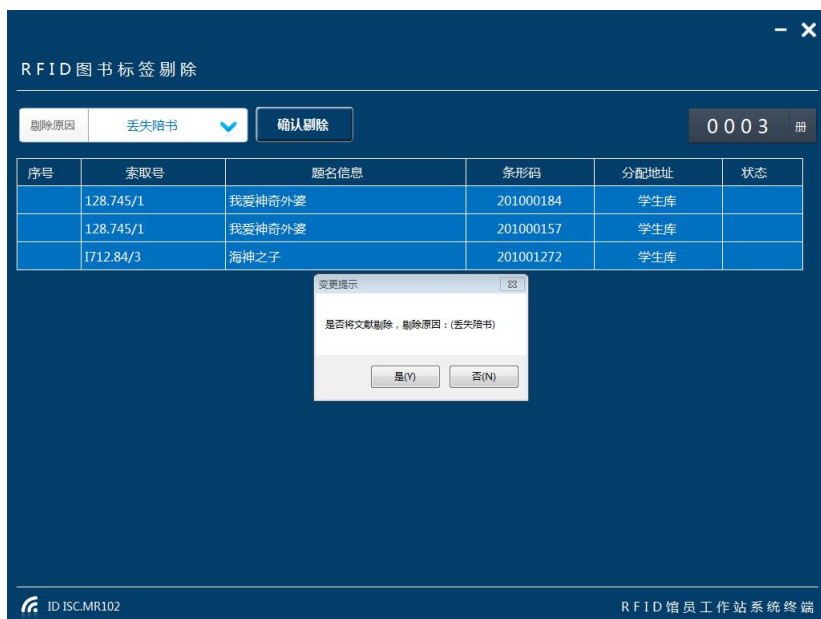 RFID图书标签剔除
剔除原因 丢失陪书 确认剔除 0003 册
序号 索取号 题名信息 条形码 分配地址 状态
128.745/1 我爱神奇外婆 201000184 学生库
128.745/1 我爱神奇外婆 201000157 学生库
I712.84/3 海神之子 201001272 学生库
变更提示
是否将文献剔除，剔除原因：(丢失陪书)
是(Y) 否(N)
ID ISC.MR102 RFID馆员工作站系统终端